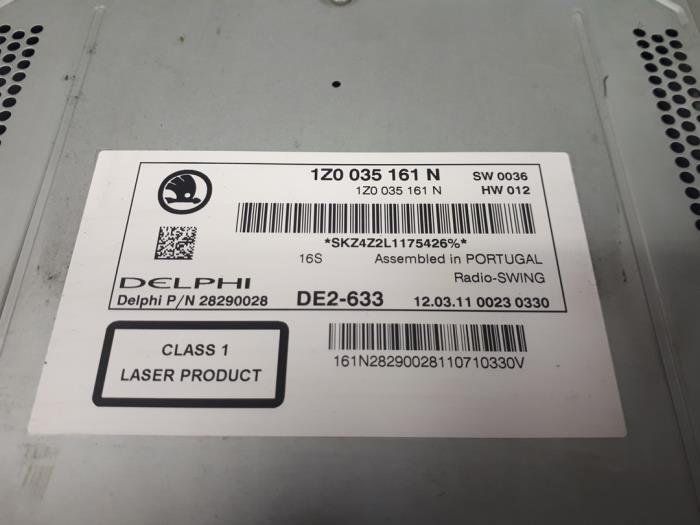 1Z0 035 161 N SW 0036
1Z0 035 161 N HW 012
*SKZ4Z2L1175426%*
16S Assembled in PORTUGAL
DELPHI Radio-SWING
Delphi P/N 28290028 DE2-633 12.03.11 0023 0330
CLASS 1
LASER PRODUCT
161N28290028110710330V